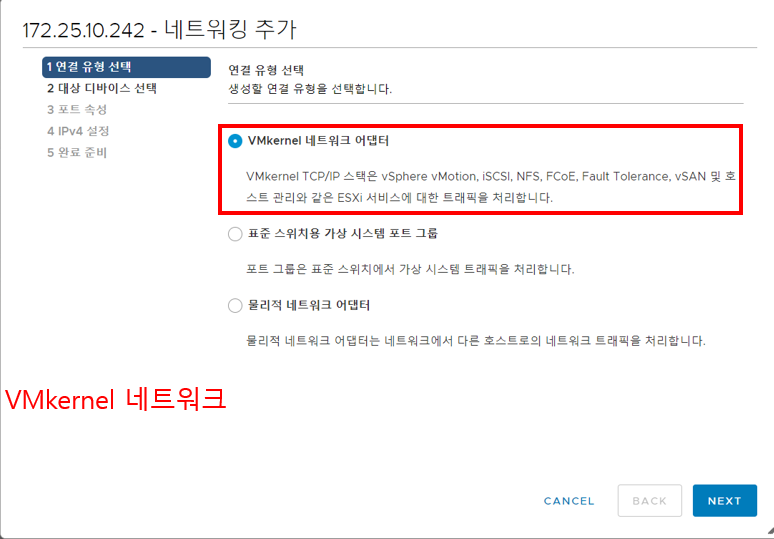 172.25.10.242 - 네트워킹 추가
1 연결 유형 선택
2 대상 디바이스 선택
3 포트 속성
4 IPv4 설정
5 완료 준비
연결 유형 선택
생성할 연결 유형을 선택합니다.
VMkernel 네트워크 어댑터
VMkernel TCP/IP 스택은 vSphere vMotion, iSCSI, NFS, FCoE, Fault Tolerance, vSAN 및 호
스트 관리와 같은 ESXi 서비스에 대한 트래픽을 처리합니다.
표준 스위치용 가상 시스템 포트 그룹
포트 그룹은 표준 스위치에서 가상 시스템 트래픽을 처리합니다.
물리적 네트워크 어댑터
물리적 네트워크 어댑터는 네트워크에서 다른 호스트로의 네트워크 트래픽을 처리합니다.
VMkernel 네트워크
CANCEL
BACK
NEXT